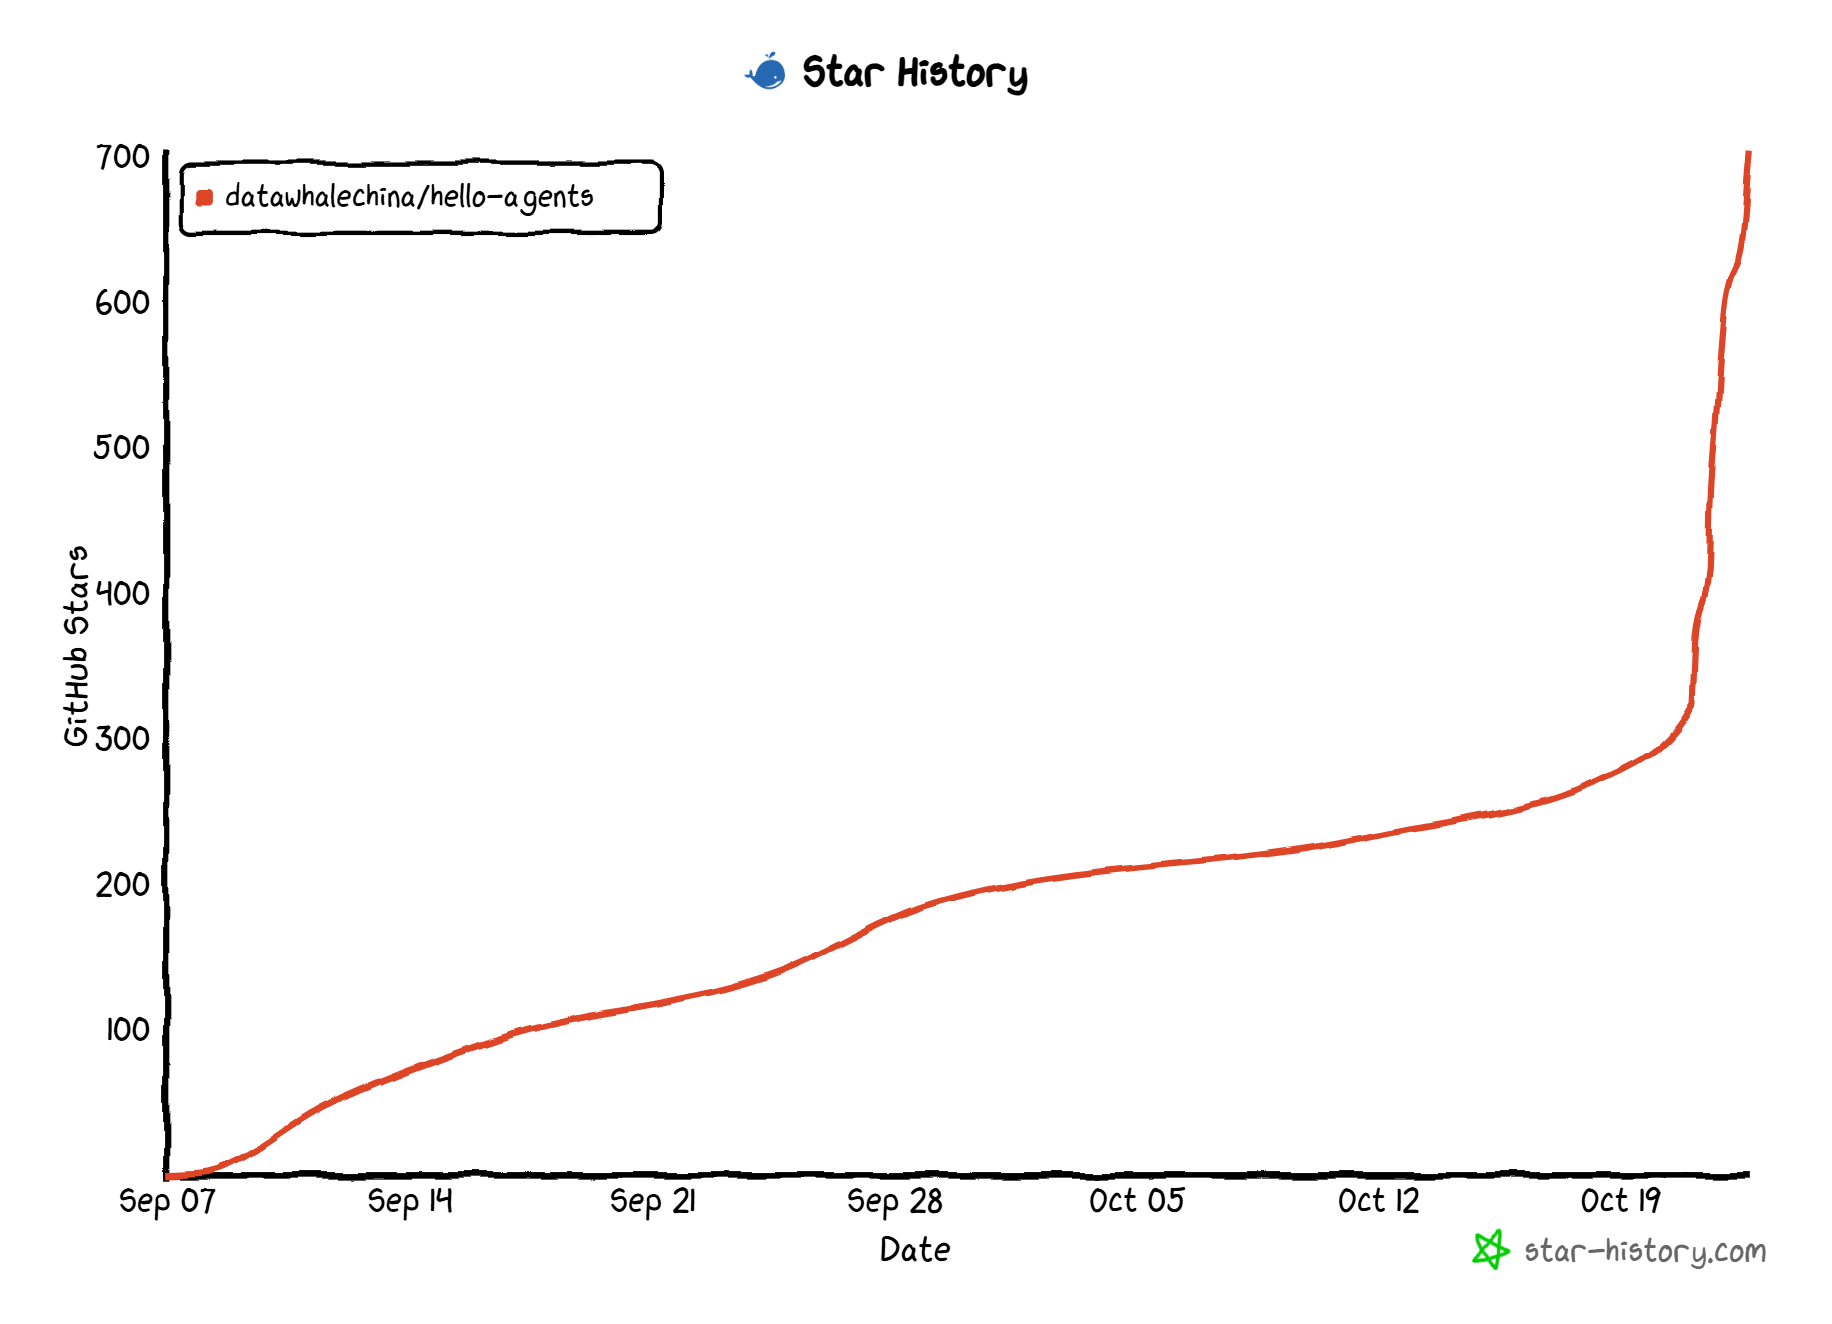 Star History
datawhalechina/hello-agents
700
600
500
400
300
200
100
GitHub Stars
Sep 07
Sep 14
Sep 21
Sep 28
Oct 05
Oct 12
Oct 19
Date
star-history.com